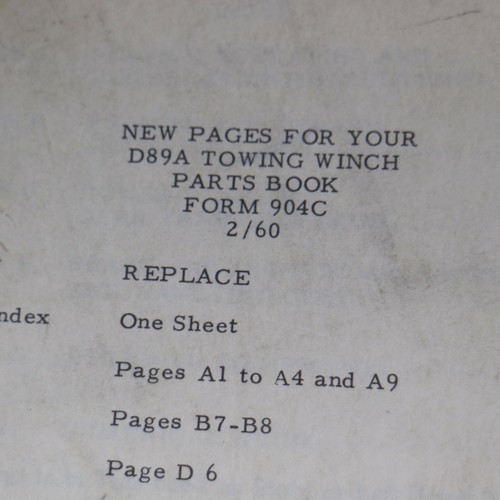 NEW PAGES FOR YOUR
D89A TOWING WINCH
PARTS BOOK
FORM 904C
2/60
REPLACE
ndex One Sheet
Pages A1 to A4 and A9
Pages B7-B8
Page D 6